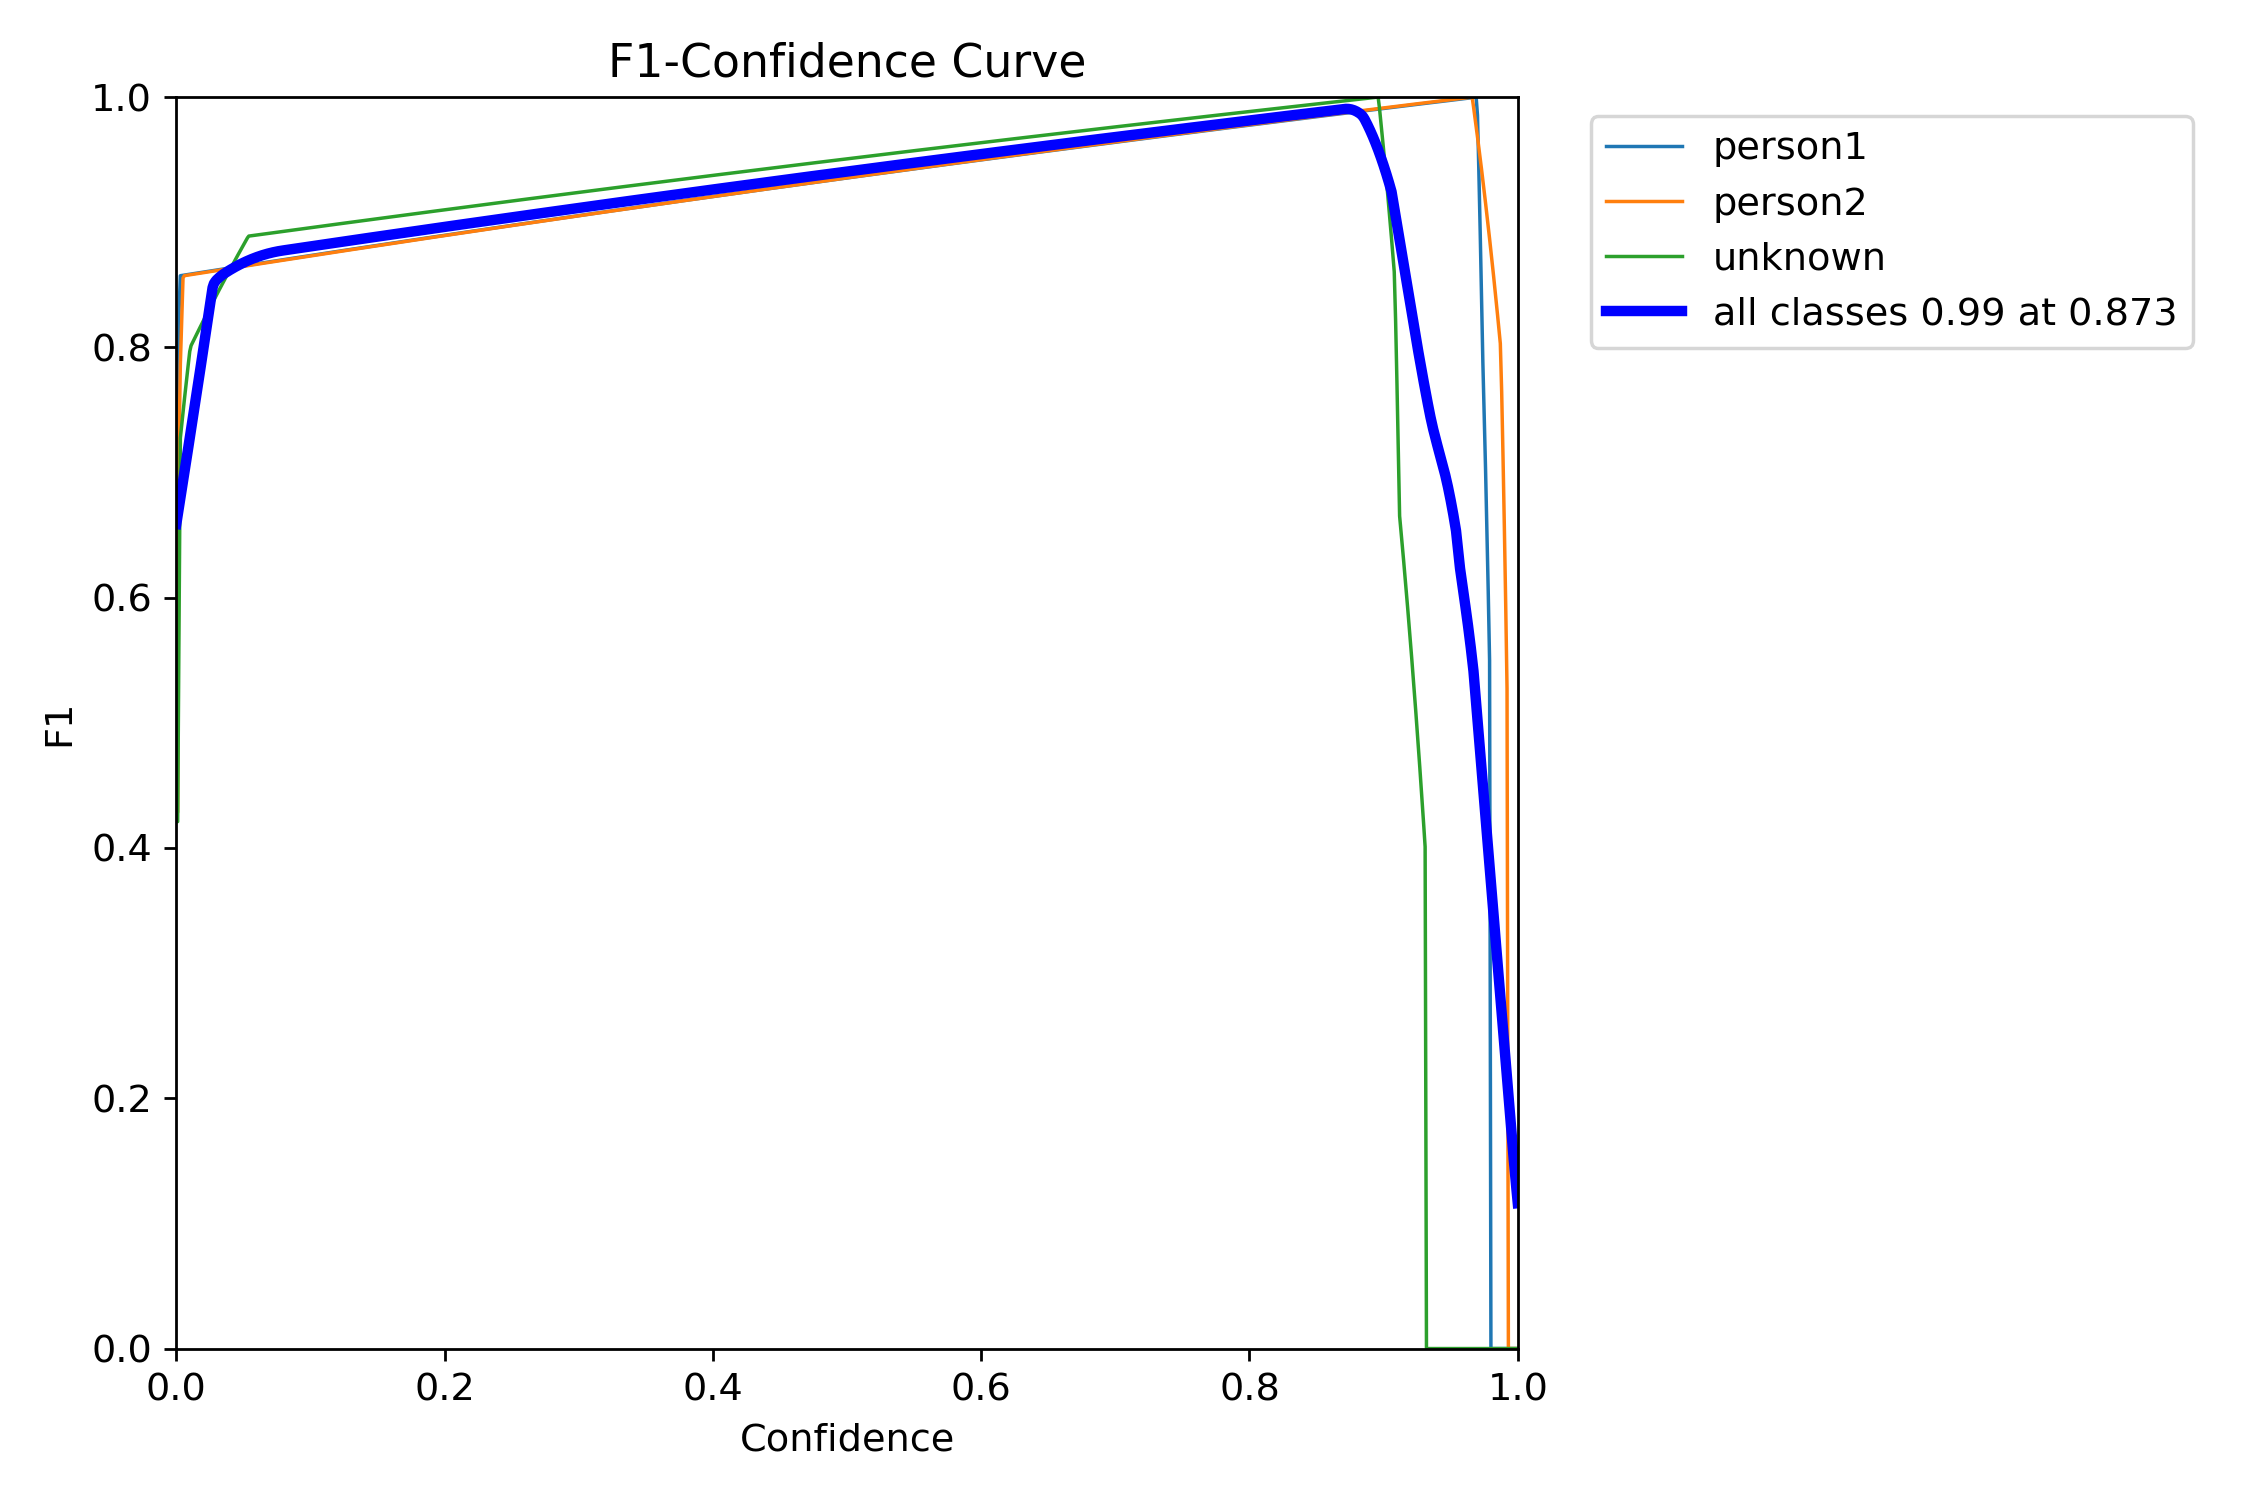 F1-Confidence Curve
1.0
0.8
0.6
0.4
0.2
0.0
F1
0.0 0.2 0.4 0.6 0.8 1.0
Confidence
person1
person2
unknown
all classes 0.99 at 0.873